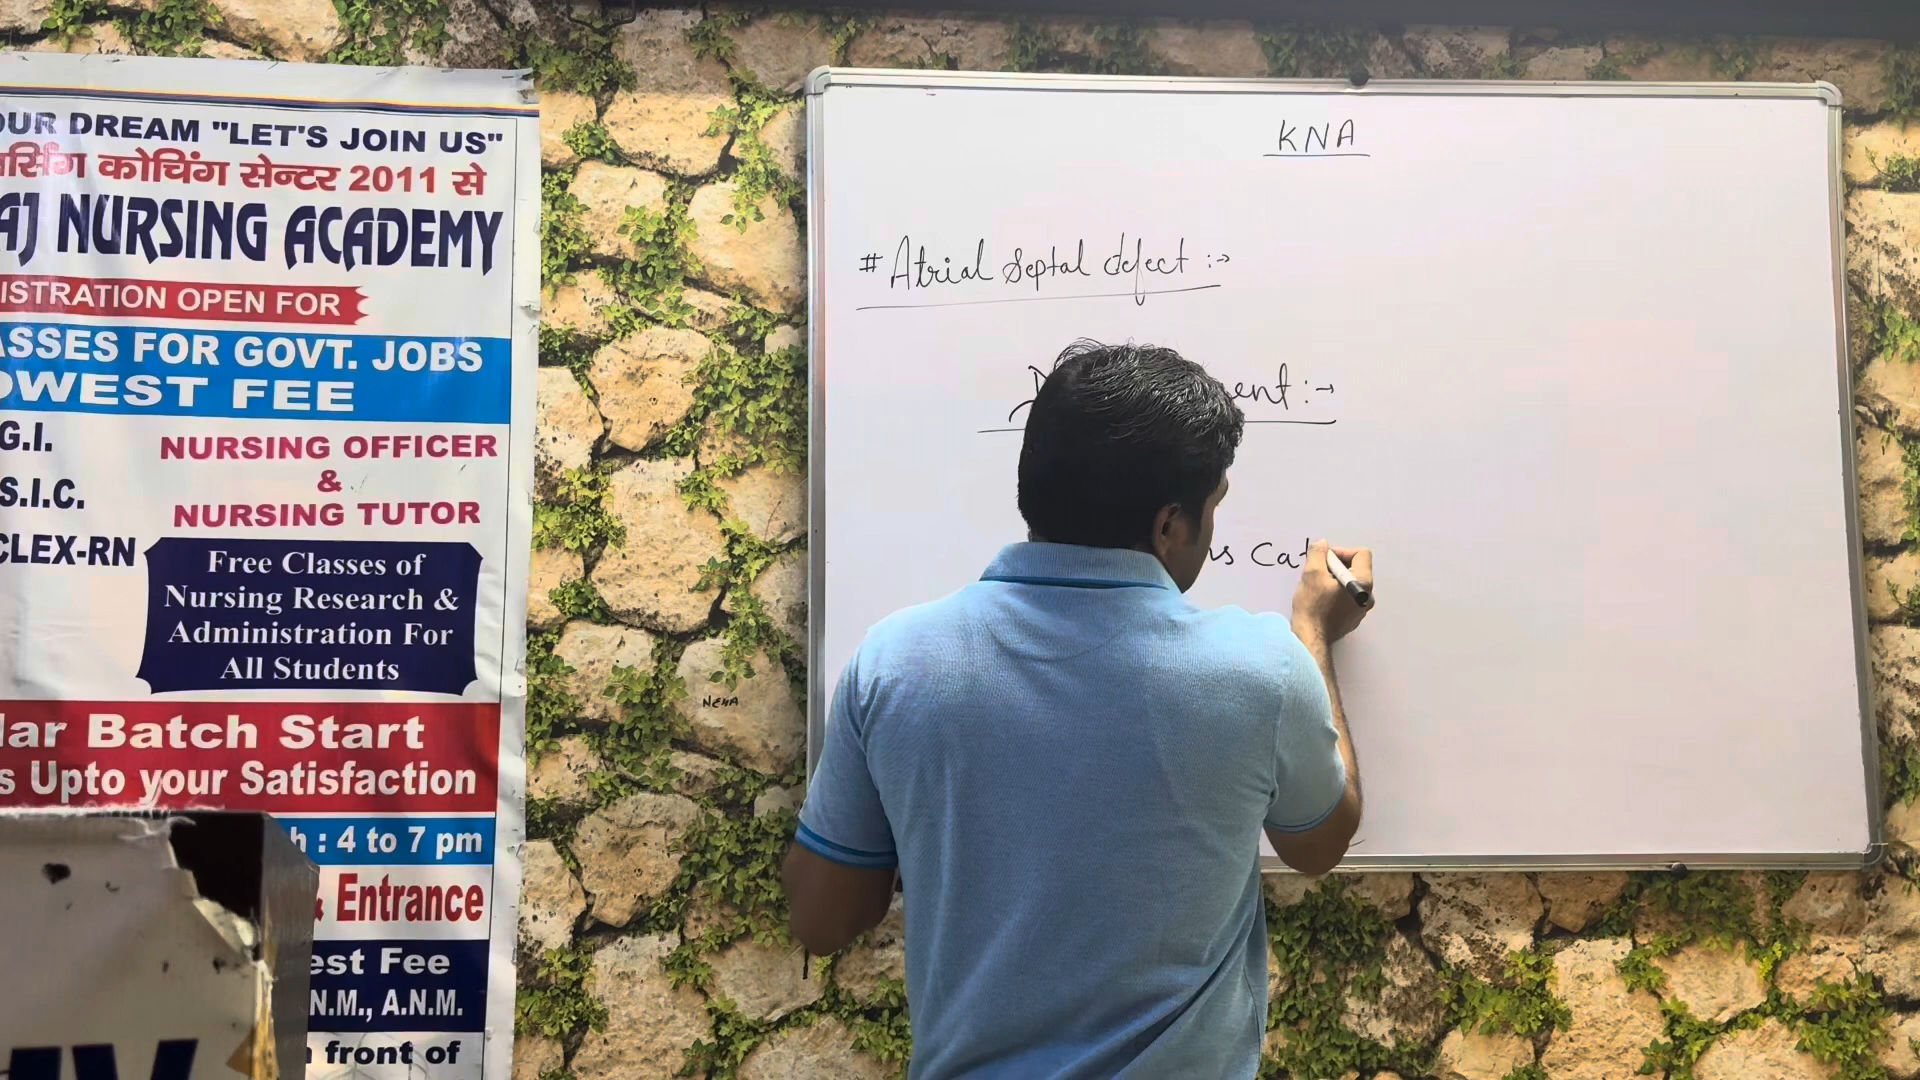 OUR DREAM "LET'S JOIN US"
र्सिंग कोचिंग सेन्टर 2011 से
AJ NURSING ACADEMY
ISTRATION OPEN FOR
ASSES FOR GOVT. JOBS
OWEST FEE
G.I.
NURSING OFFICER
S.I.C.
&
NURSING TUTOR
CLEX-RN
Free Classes of
Nursing Research &
Administration For
All Students
lar Batch Start
s Upto your Satisfaction
h : 4 to 7 pm
& Entrance
est Fee
N.M., A.N.M.
front of
NEHA
KNA
# Atrial Septal defect :→
ent :→
ns Cat